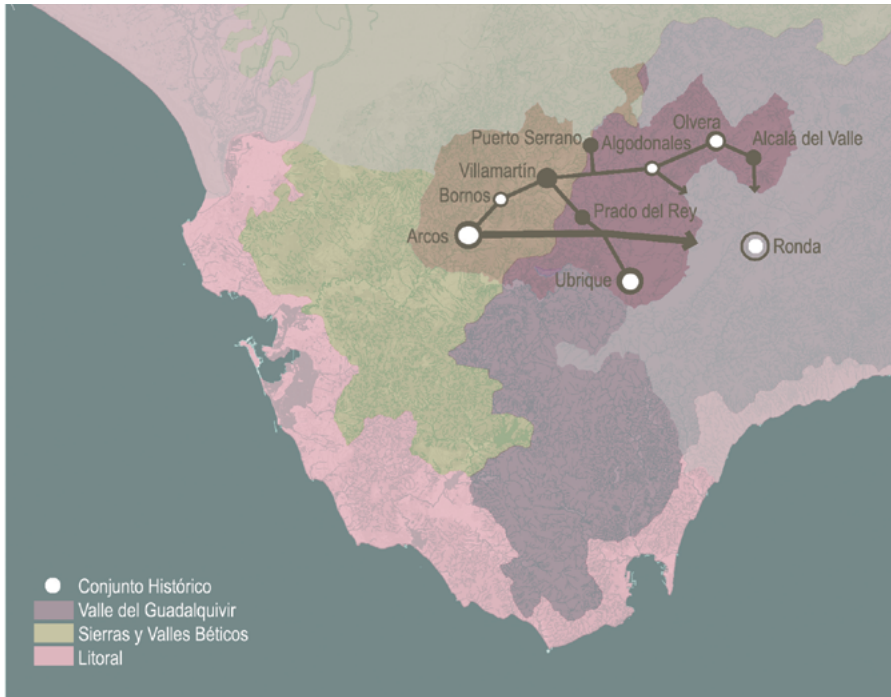 Olvera
Puerto Serrano
Algodonales
Alcalá del Valle
Villamartín
Bornos
Prado del Rey
Arcos
Ronda
Ubrique
Conjunto Histórico
Valle del Guadalquivir
Sierras y Valles Béticos
Litoral